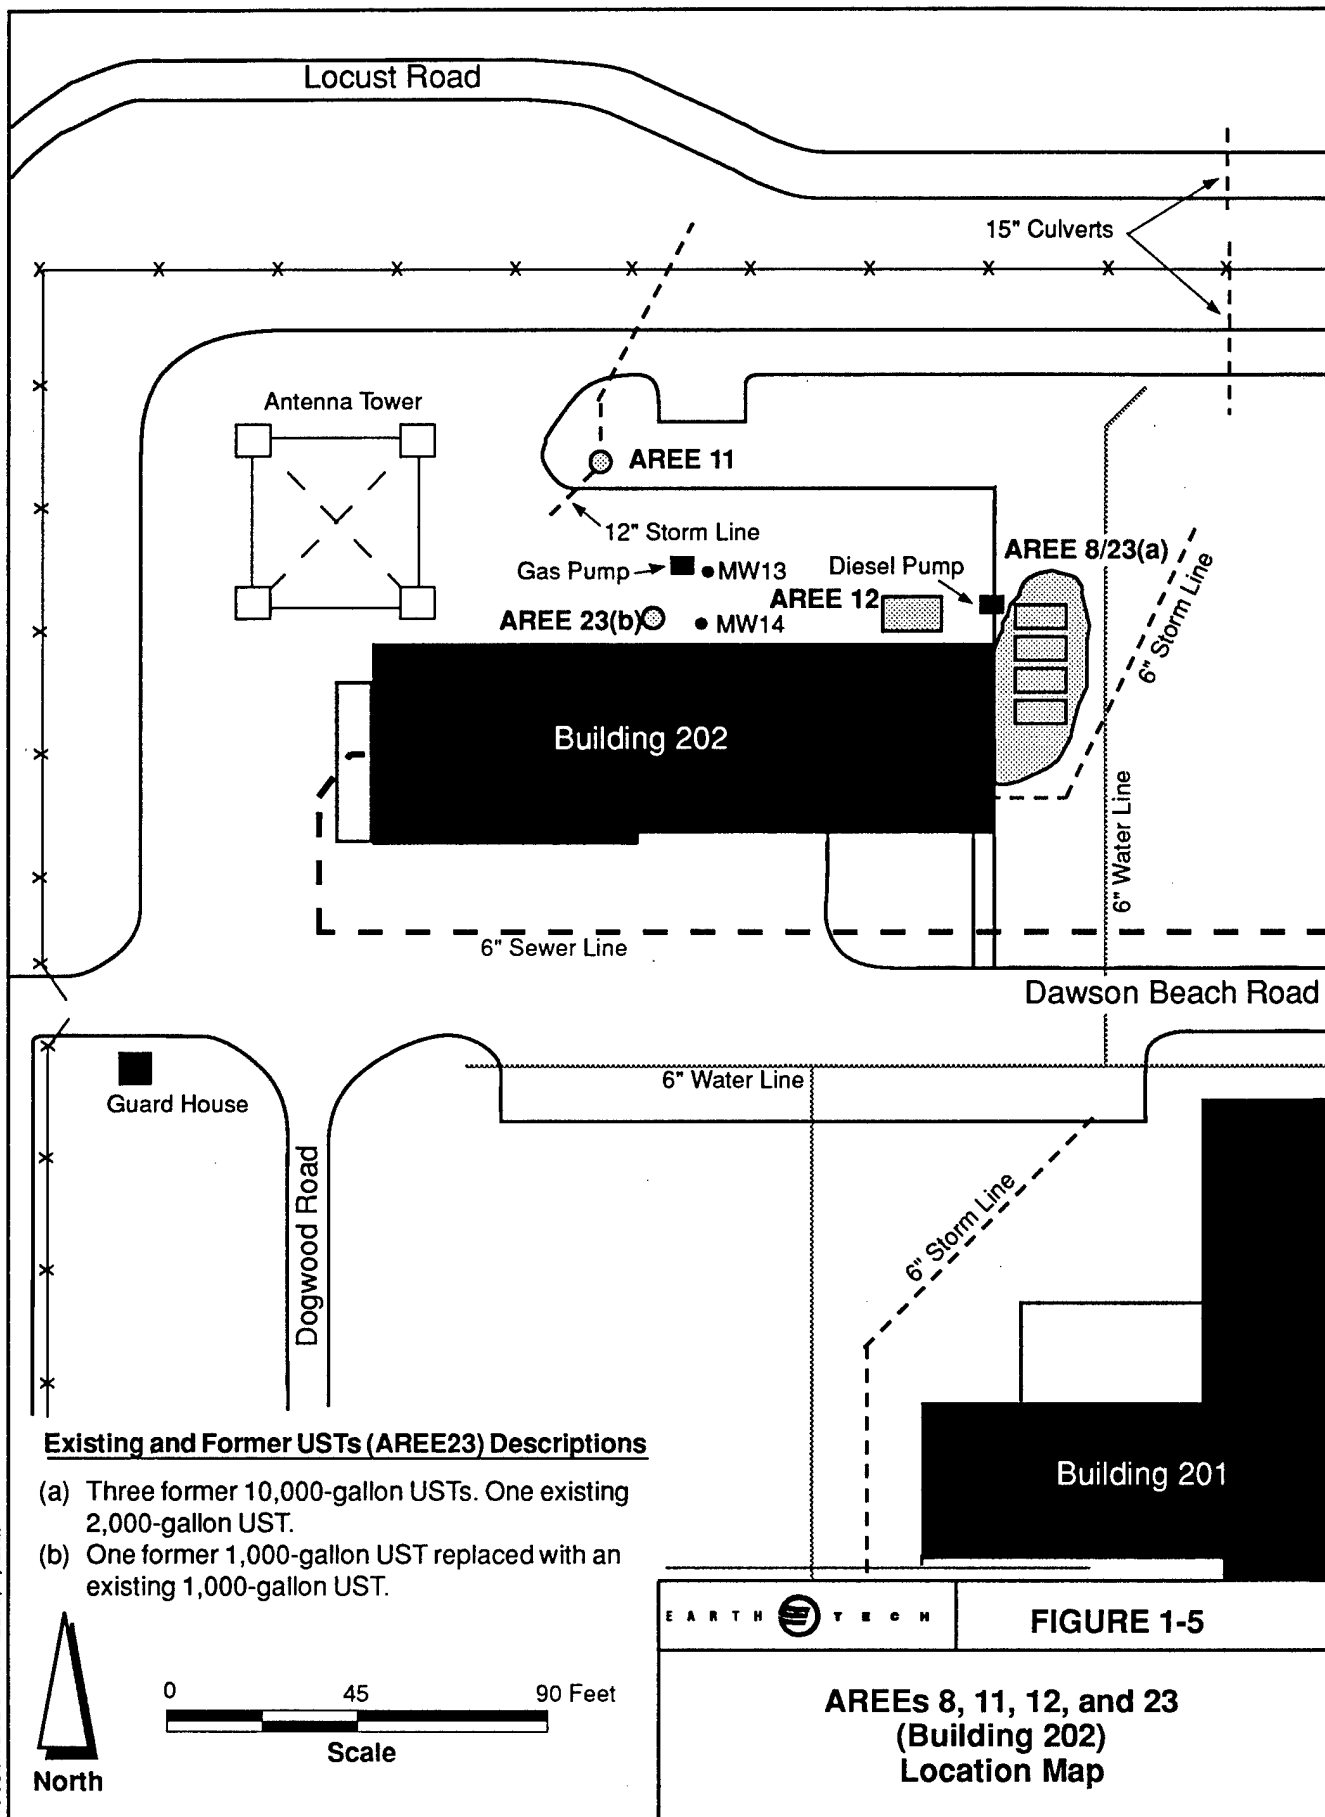 Locust Road
15" Culverts
Antenna Tower
AREE 11
12" Storm Line
AREE 8/23(a)
Gas Pump
MW13
Diesel Pump
AREE 12
AREE 23(b)
MW14
6" Storm Line
Building 202
6" Water Line
6" Sewer Line
Dawson Beach Road
6" Water Line
Guard House
Dogwood Road
6" Storm Line
Existing and Former USTs (AREE23) Descriptions
(a) Three former 10,000-gallon USTs. One existing
2,000-gallon UST.
(b) One former 1,000-gallon UST replaced with an
existing 1,000-gallon UST.
Building 201
EARTH TECH
FIGURE 1-5
0 45 90 Feet
Scale
North
AREEs 8, 11, 12, and 23
(Building 202)
Location Map